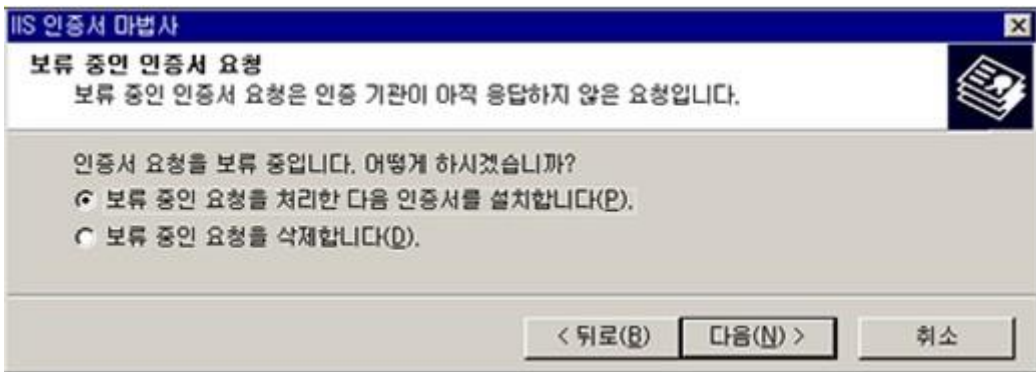 IIS 인증서 마법사
보류 중인 인증서 요청
보류 중인 인증서 요청은 인증 기관이 아직 응답하지 않은 요청입니다.
인증서 요청을 보류 중입니다. 어떻게 하시겠습니까?
보류 중인 요청을 처리한 다음 인증서를 설치합니다(P).
보류 중인 요청을 삭제합니다(D).
< 뒤로(B) 다음(N) > 취소